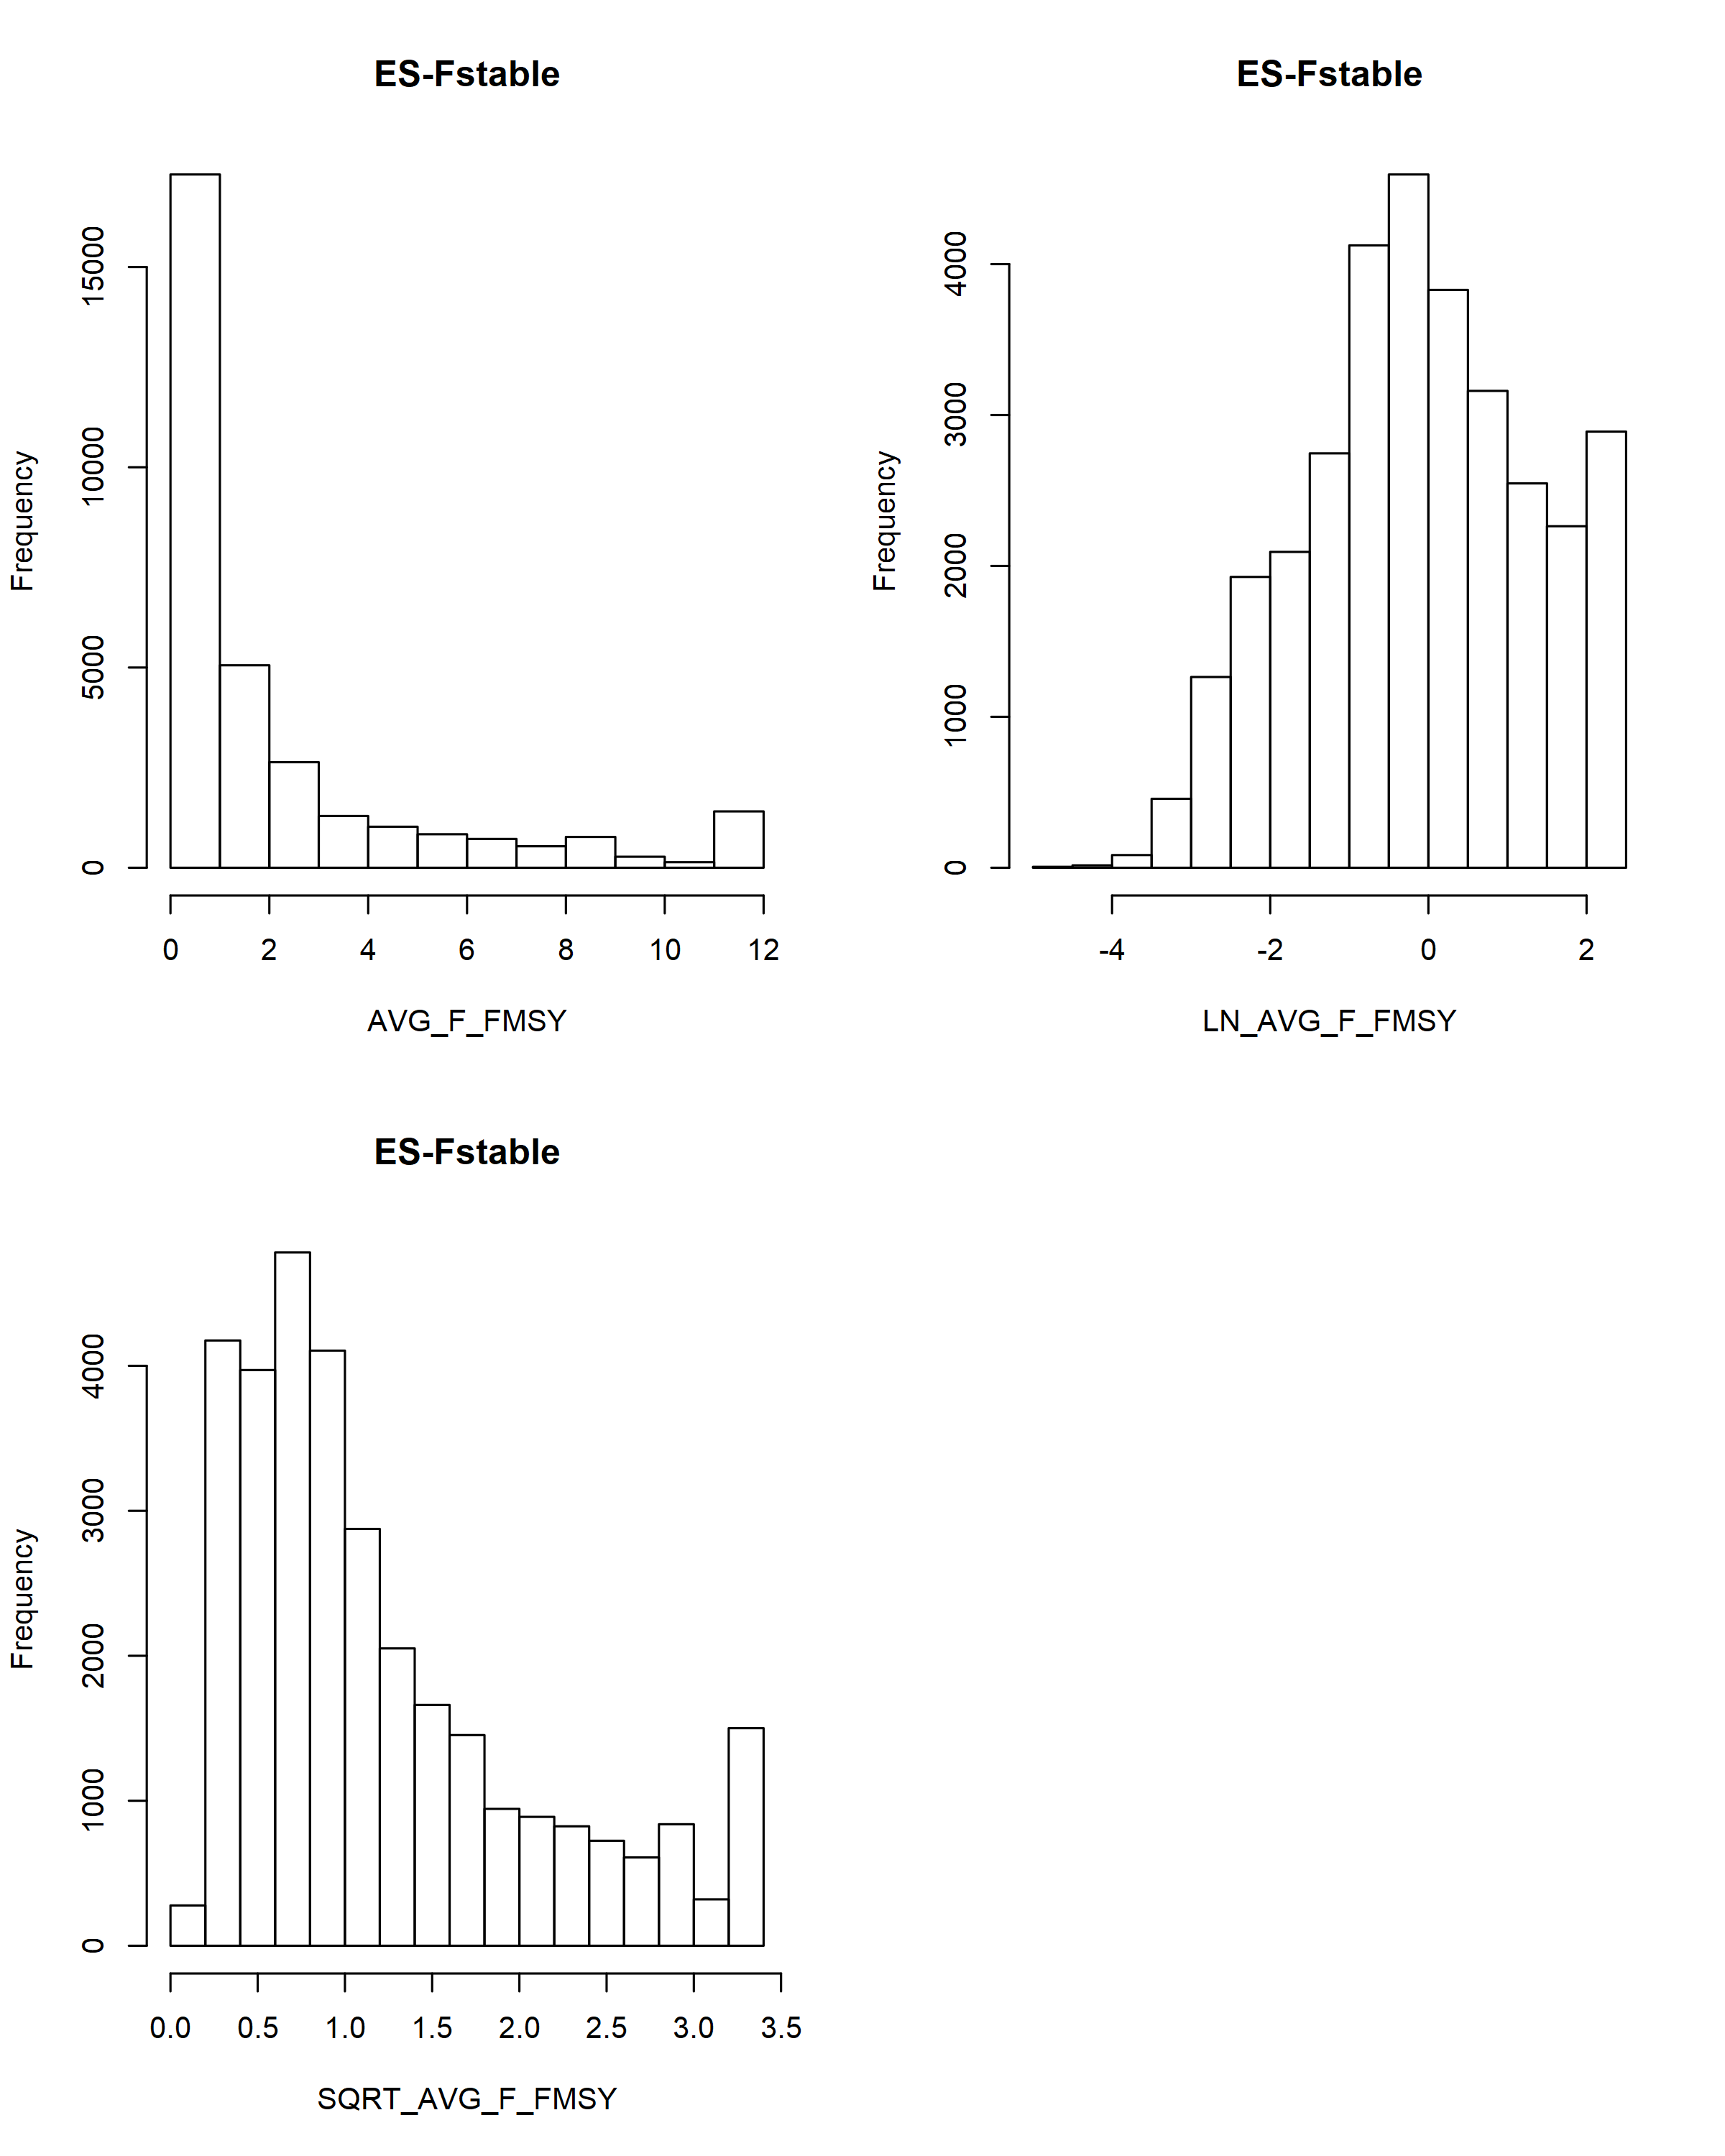 ES-Fstable
Frequency
15000
10000
5000
0
0 2 4 6 8 10 12
AVG_F_FMSY
ES-Fstable
Frequency
4000
3000
2000
1000
0
-4 -2 0 2
LN_AVG_F_FMSY
ES-Fstable
Frequency
4000
3000
2000
1000
0
0.0 0.5 1.0 1.5 2.0 2.5 3.0 3.5
SQRT_AVG_F_FMSY